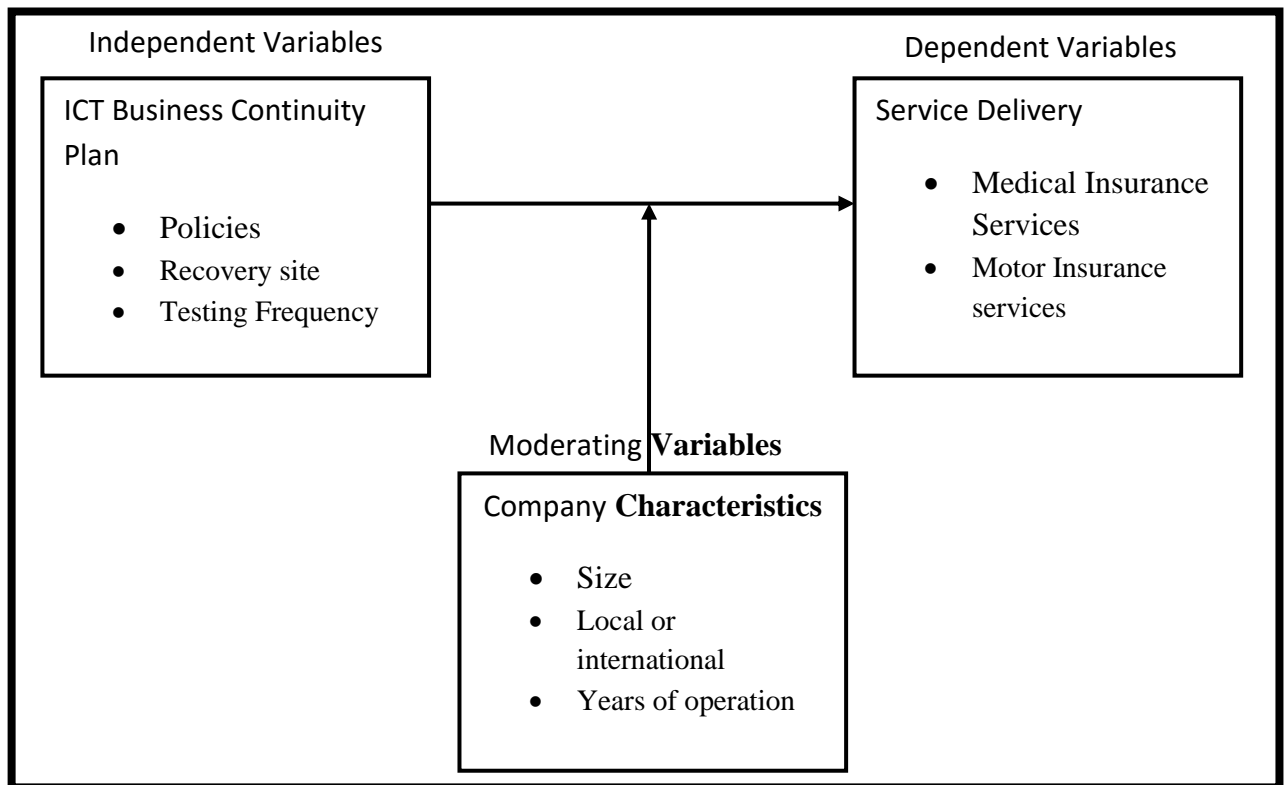 Independent Variables
ICT Business Continuity
Plan
• Policies
• Recovery site
• Testing Frequency
Dependent Variables
Service Delivery
• Medical Insurance
Services
• Motor Insurance
services
Moderating Variables
Company Characteristics
• Size
• Local or
international
• Years of operation